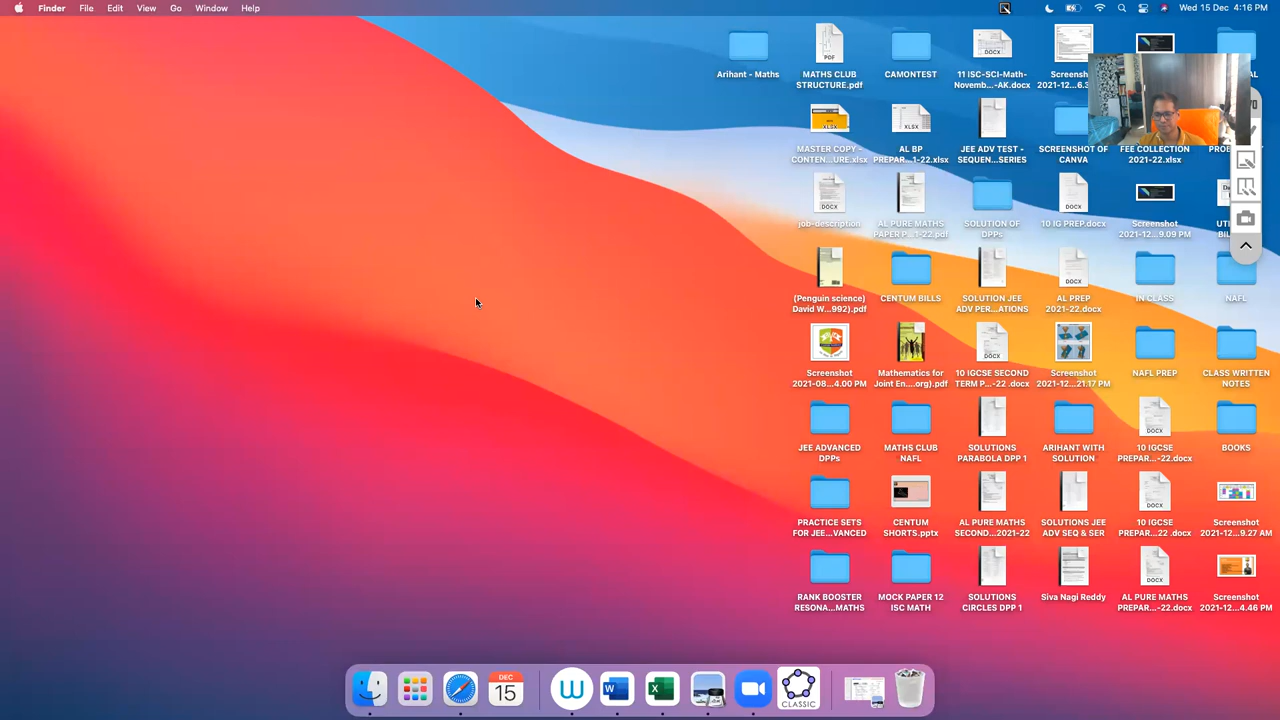 Finder File Edit View Go Window Help
Wed 15 Dec 4:16 PM
Arihant - Maths
MATHS CLUB
STRUCTURE.pdf
CAMONTEST
11 ISC-SCI-Math-
Novemb...-AK.docx
MASTER COPY -
CONTEN...URE.xlsx
AL BP
PREPAR...1-22.xlsx
JEE ADV TEST -
SEQUEN...SERIES
SCREENSHOT OF
CANVA
FEE COLLECTION
2021-22.xlsx
job-description
AL PURE MATHS
PAPER P...1-22.pdf
SOLUTION OF
DPPs
10 IG PREP.docx
Screenshot
2021-12...9.09 PM
(Penguin science)
David W...992).pdf
CENTUM BILLS
SOLUTION JEE
ADV PER...ATIONS
AL PREP
2021-22.docx
IN CLASS
NAFL
Screenshot
2021-08...4.00 PM
Mathematics for
Joint En....org).pdf
10 IGCSE SECOND
TERM P...-22 .docx
Screenshot
2021-12...21.17 PM
NAFL PREP
CLASS WRITTEN
NOTES
JEE ADVANCED
DPPs
MATHS CLUB
NAFL
SOLUTIONS
PARABOLA DPP 1
ARIHANT WITH
SOLUTION
10 IGCSE
PREPAR...-22.docx
BOOKS
PRACTICE SETS
FOR JEE...VANCED
CENTUM
SHORTS.pptx
AL PURE MATHS
SECOND...2021-22
SOLUTIONS JEE
ADV SEQ & SER
10 IGCSE
PREPAR...22 .docx
Screenshot
2021-12...9.27 AM
RANK BOOSTER
RESONA...MATHS
MOCK PAPER 12
ISC MATH
SOLUTIONS
CIRCLES DPP 1
Siva Nagi Reddy
AL PURE MATHS
PREPAR...-22.docx
Screenshot
2021-12...4.46 PM
DEC
15
CLASSIC